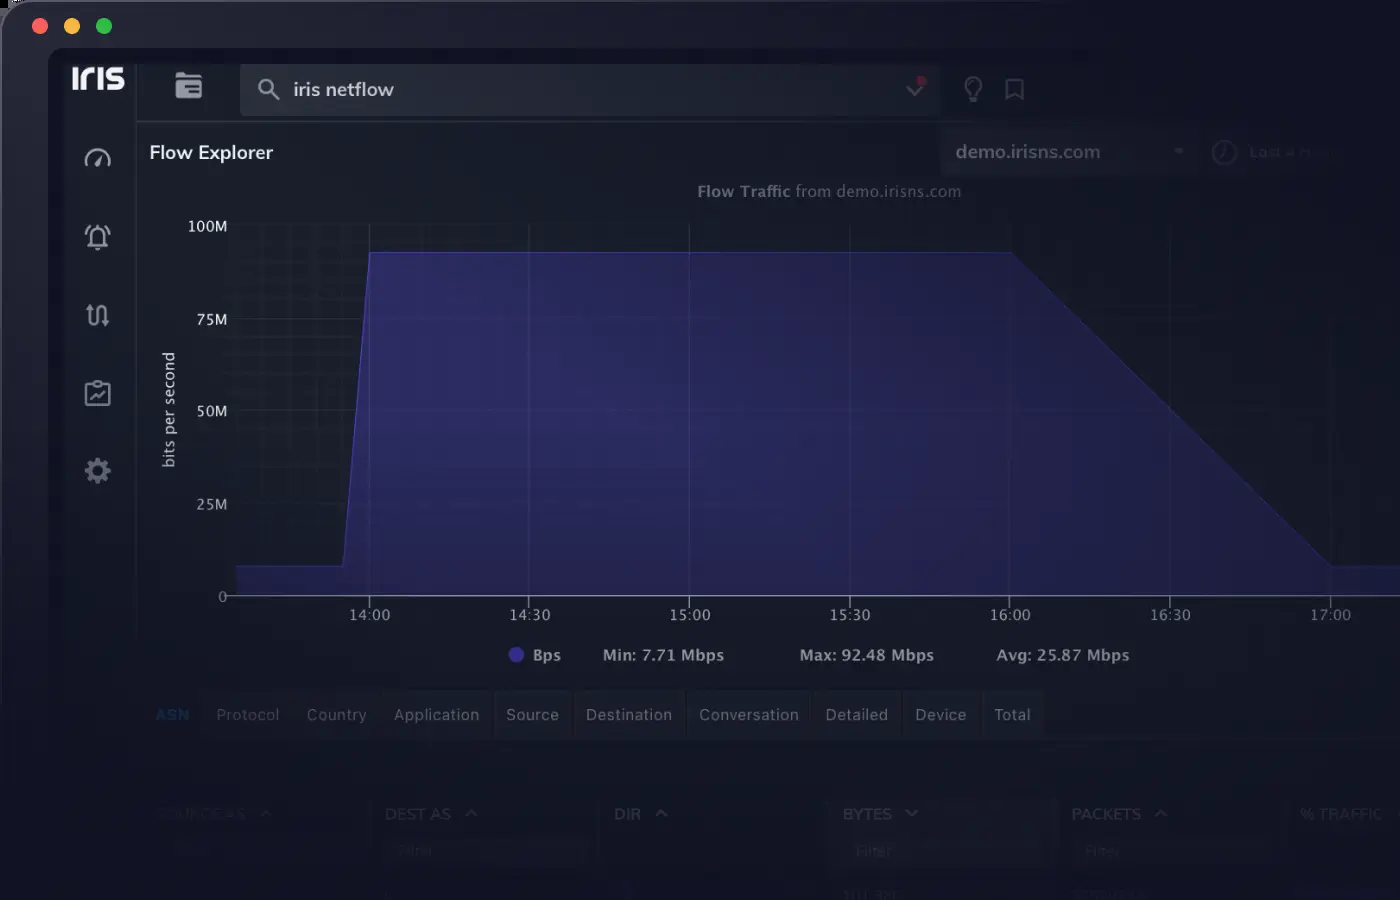 IRIS
iris netflow
Flow Explorer
demo.irisns.com
Last 4
Flow Traffic from demo.irisns.com
100M
75M
50M
25M
0
bits per second
14:00 14:30 15:00 15:30 16:00 16:30 17:00
Bps Min: 7.71 Mbps Max: 92.48 Mbps Avg: 25.87 Mbps
ASN Protocol Country Application Source Destination Conversation Detailed Device Total
SOURCE AS DEST AS DIR BYTES PACKETS % TRAFFIC
Filter Filter Filter